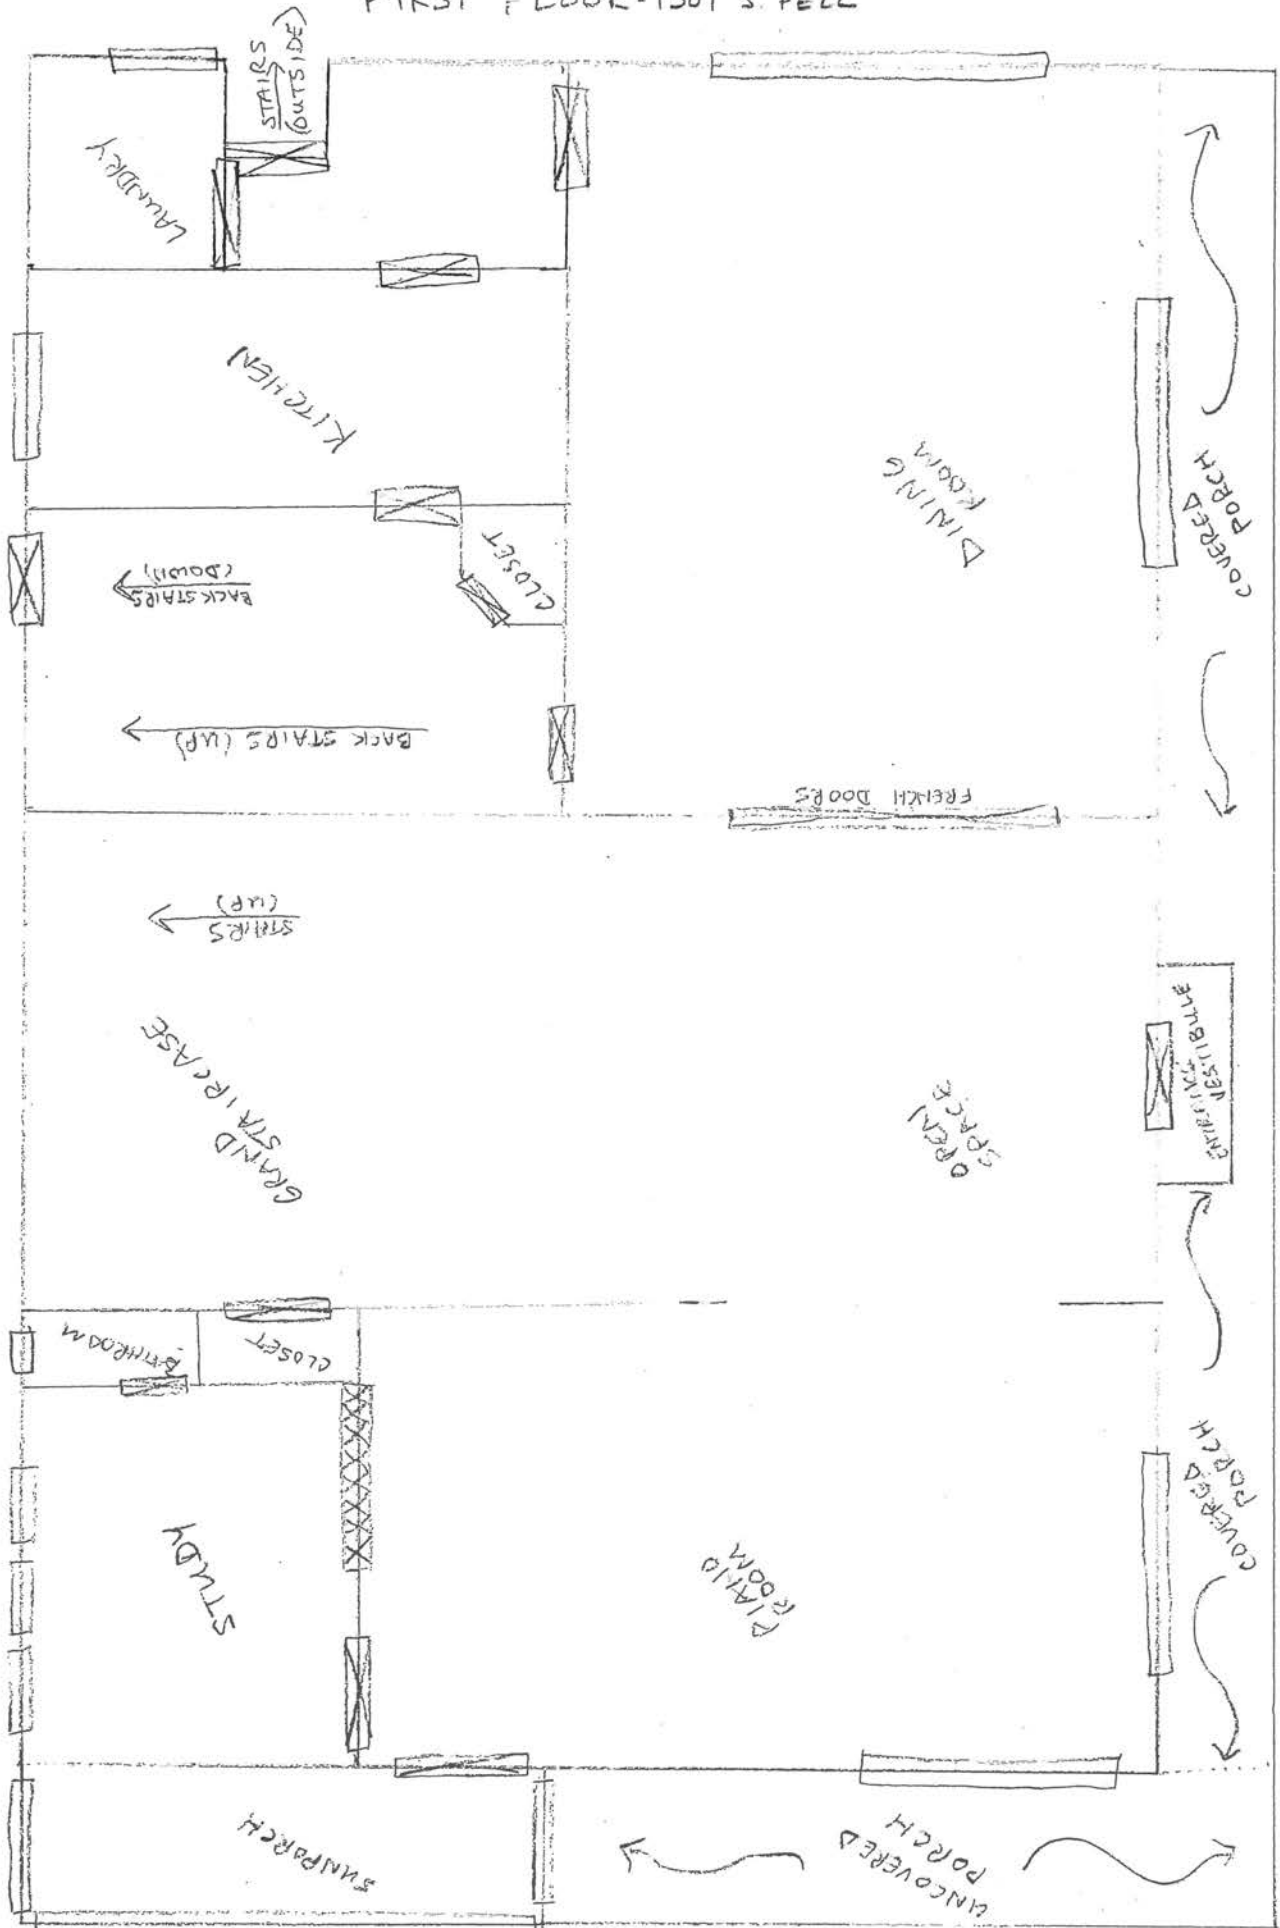 FIRST FLOOR - 1501 S. FELL
STAIRS
(OUTSIDE)
LAUNDRY
KITCHEN
DINING
ROOM
COVERED
PORCH
CLOSET
BACK STAIRS
(DOWN)
BACK STAIRS (UP)
FRENCH DOORS
STAIRS
(UP)
GRAND
STAIRCASE
OPEN
SPACE
ENTRANCE
VESTIBULE
BATHROOM
CLOSET
STUDY
PIANO
ROOM
COVERED
PORCH
SUNPORCH
UNCOVERED
PORCH